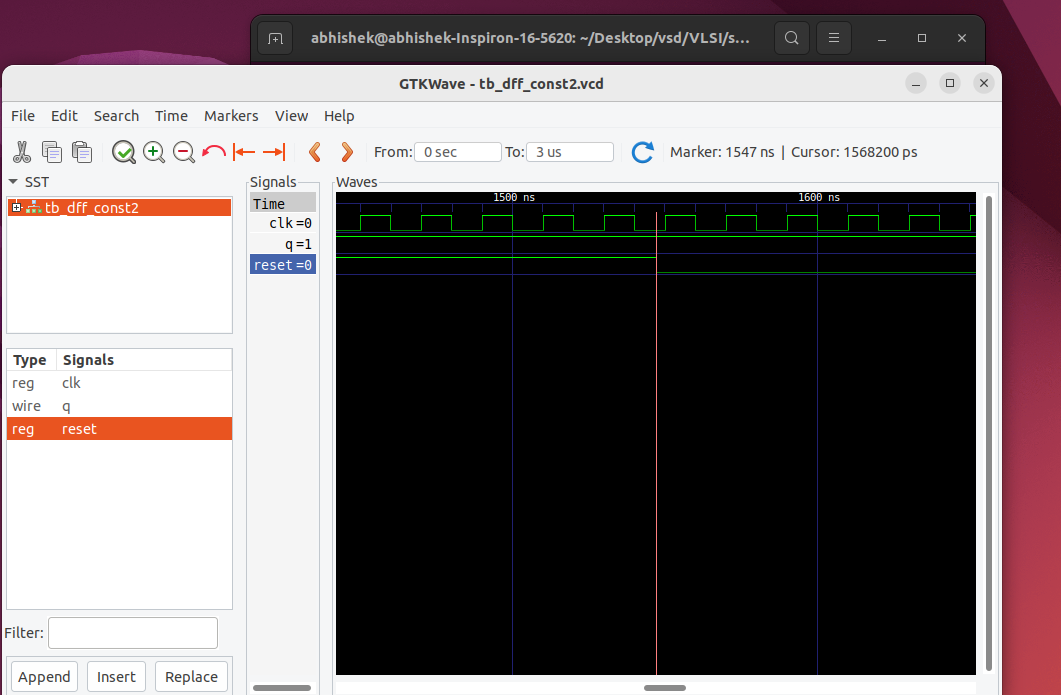 abhishek@abhishek-Inspiron-16-5620: ~/Desktop/vsd/VLSI/s...
GTKWave - tb_dff_const2.vcd
File Edit Search Time Markers View Help
From: 0 sec To: 3 us Marker: 1547 ns | Cursor: 1568200 ps
SST
Signals
Waves
tb_dff_const2
Time
1500 ns 1600 ns
clk=0
q=1
reset=0
Type Signals
reg clk
wire q
reg reset
Filter:
Append Insert Replace